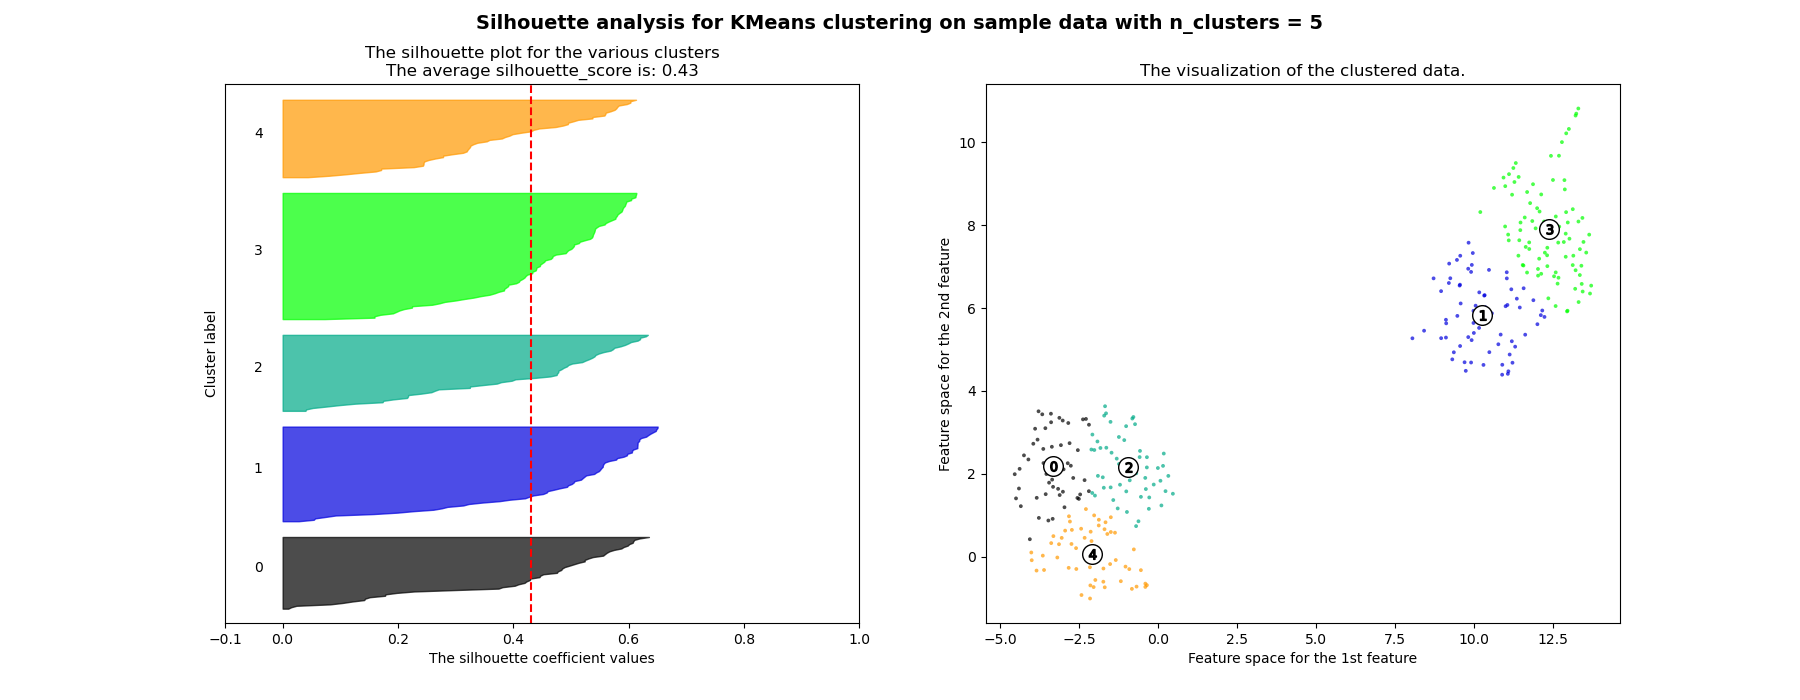 Silhouette analysis for KMeans clustering on sample data with n_clusters = 5
The silhouette plot for the various clusters
The average silhouette_score is: 0.43
4
3
2
1
0
Cluster label
−0.1 0.0 0.2 0.4 0.6 0.8 1.0
The silhouette coefficient values
The visualization of the clustered data.
10
8
6
4
2
0
Feature space for the 2nd feature
3
1
0 2
4
−5.0 −2.5 0.0 2.5 5.0 7.5 10.0 12.5
Feature space for the 1st feature